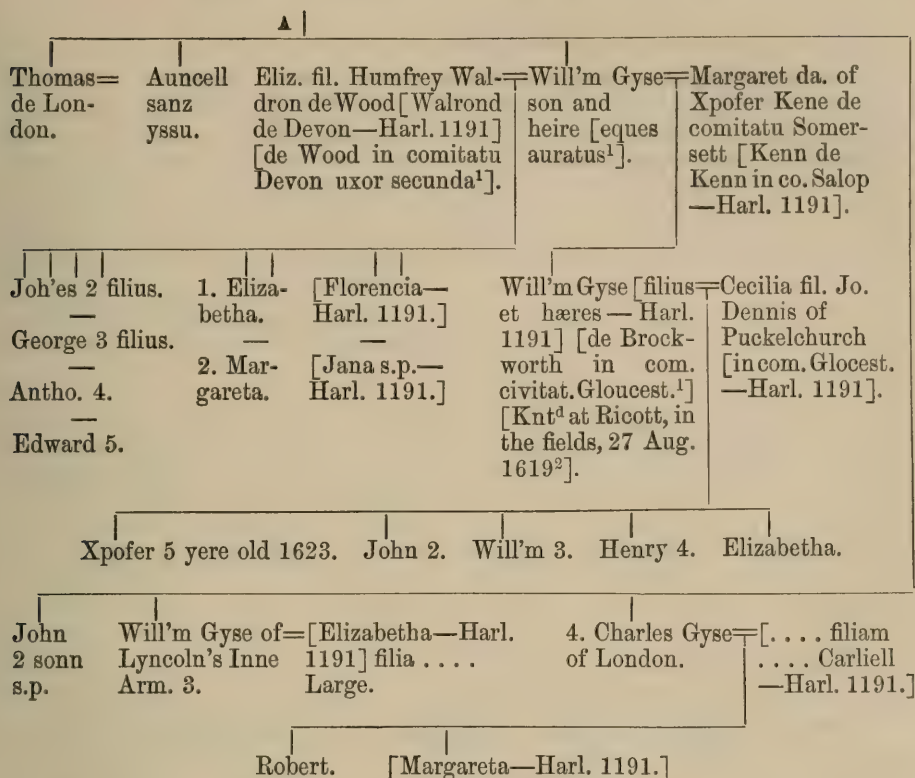 A
Thomas=
de Lon-
don.
Auncell
sanz
yssu.
Eliz. fil. Humfrey Wal-
dron de Wood [Walrond
de Devon—Harl. 1191]
[de Wood in comitatu
Devon uxor secunda¹].
=Will'm Gyse=
son and
heire [eques
auratus¹].
Margaret da. of
Xpofer Kene de
comitatu Somer-
sett [Kenn de
Kenn in co. Salop
—Harl. 1191].
Joh'es 2 filius.
—
George 3 filius.
—
Antho. 4.
—
Edward 5.
1. Eliza-
betha.
—
2. Mar-
gareta.
[Florencia—
Harl. 1191.]
—
[Jana s.p.—
Harl. 1191.]
Will'm Gyse [filius
et hæres — Harl.
1191] [de Brock-
worth in com.
civitat. Gloucest.¹]
[Kntᵈ at Ricott, in
the fields, 27 Aug.
1619²].
=Cecilia fil. Jo.
Dennis of
Puckelchurch
[in com. Glocest.
—Harl. 1191].
Xpofer 5 yere old 1623. John 2. Will'm 3. Henry 4. Elizabetha.
John
2 sonn
s.p.
Will'm Gyse of=
Lyncoln's Inne
Arm. 3.
[Elizabetha—Harl.
1191] filia ....
Large.
4. Charles Gyse=
of London.
[.... filiam
.... Carliell
—Harl. 1191.]
Robert. [Margareta—Harl. 1191.]